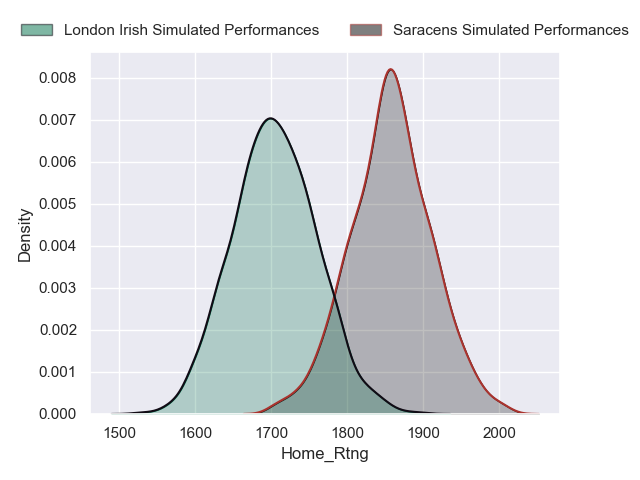 London Irish Simulated Performances
Saracens Simulated Performances
0.008
0.007
0.006
0.005
0.004
0.003
0.002
0.001
0.000
Density
1500 1600 1700 1800 1900 2000
Home_Rtng